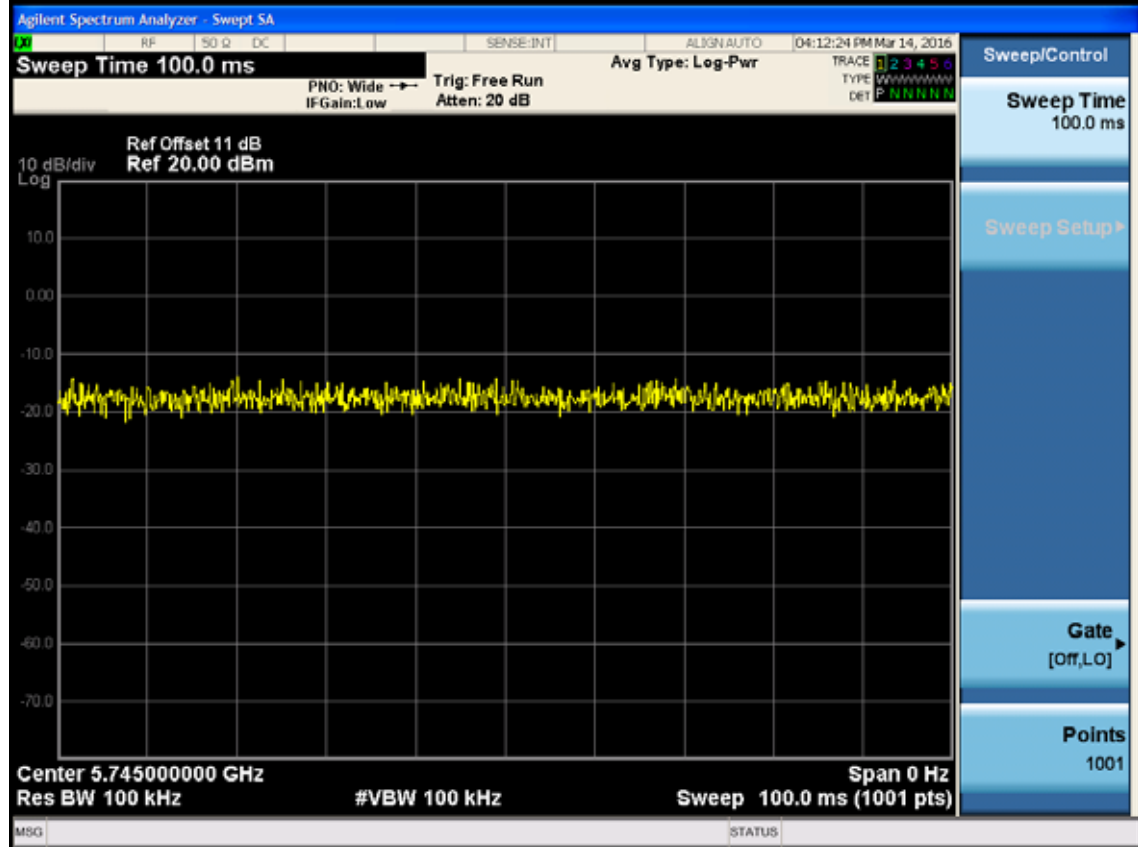 Agilent Spectrum Analyzer - Swept SA
RF 50 Ω DC SENSE:INT ALIGN AUTO 04:12:24 PM Mar 14, 2016
Sweep Time 100.0 ms
PNO: Wide
IFGain:Low
Trig: Free Run
Atten: 20 dB
Avg Type: Log-Pwr
TRACE 1 2 3 4 5 6
TYPE WWWWWW
DET P N N N N N
Ref Offset 11 dB
10 dB/div Ref 20.00 dBm
Log
10.0
0.00
-10.0
-20.0
-30.0
-40.0
-50.0
-60.0
-70.0
Center 5.745000000 GHz Span 0 Hz
Res BW 100 kHz #VBW 100 kHz Sweep 100.0 ms (1001 pts)
MSG STATUS
Sweep/Control
Sweep Time
100.0 ms
Sweep Setup
Gate
[Off,LO]
Points
1001